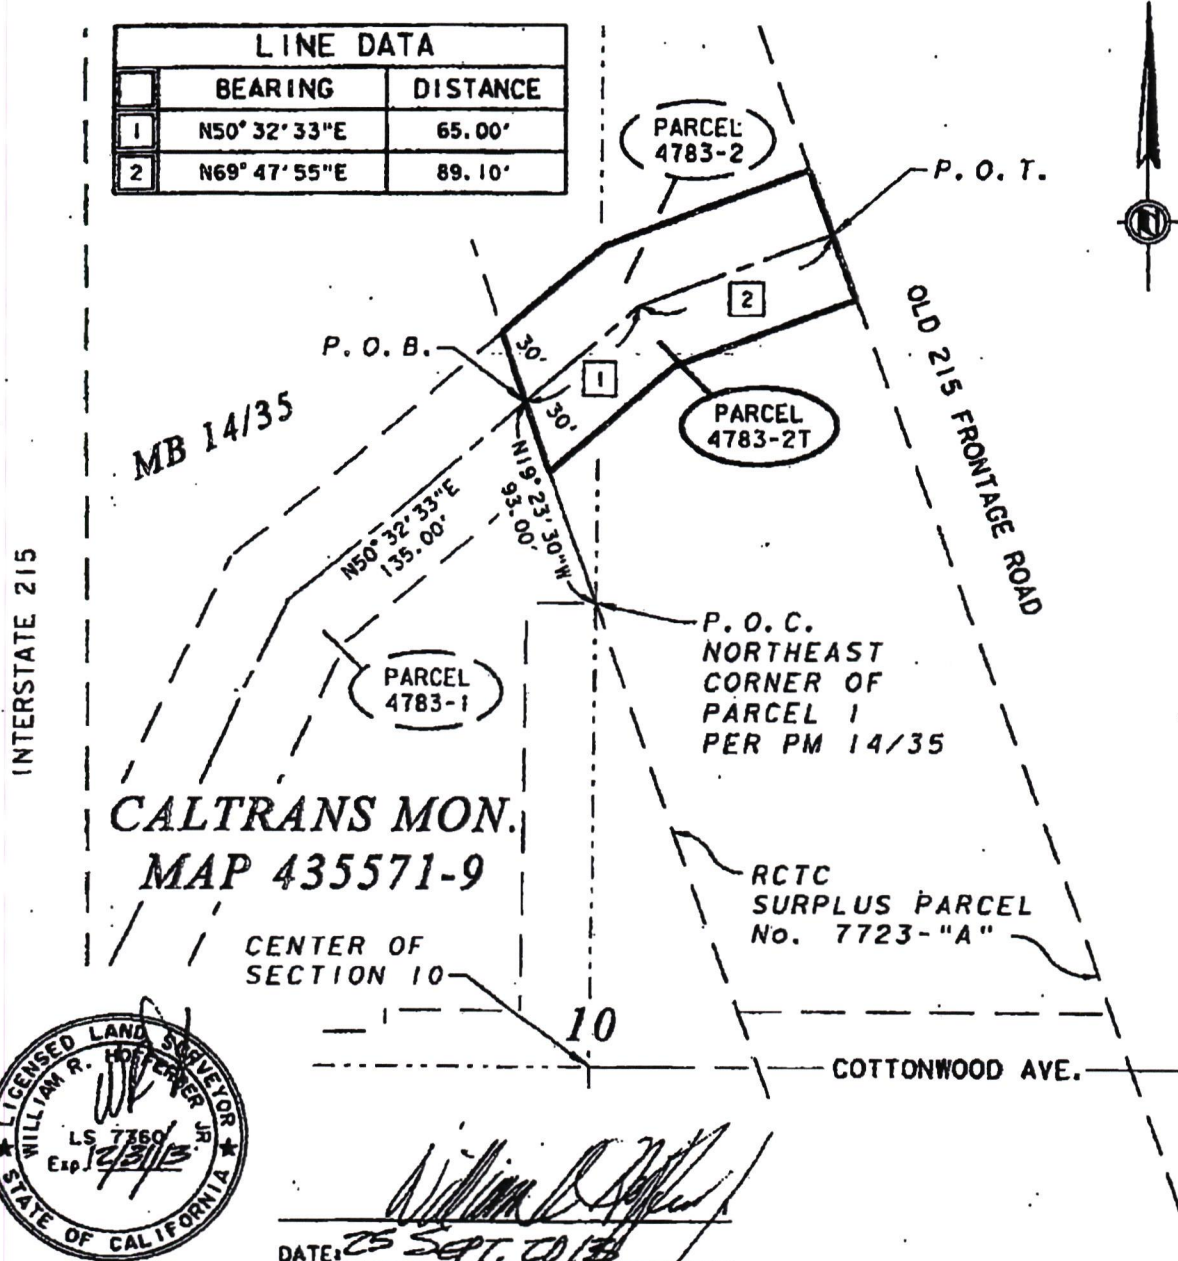 LINE DATA
BEARING DISTANCE
1 N50°32'33"E 65.00'
2 N69°47'55"E 89.10'
PARCEL
4783-2
P.O.T.
N
2
P.O.B.
30'
1
30'
PARCEL
4783-2T
OLD 215 FRONTAGE ROAD
MB 14/35
N19°23'30"W
93.00'
N50°32'33"E
135.00'
INTERSTATE 215
P.O.C.
NORTHEAST
CORNER OF
PARCEL 1
PER PM 14/35
PARCEL
4783-1
CALTRANS MON.
MAP 435571-9
RCTC
SURPLUS PARCEL
No. 7723-"A"
CENTER OF
SECTION 10
10
COTTONWOOD AVE.
LICENSED LAND SURVEYOR
WILLIAM R. HOFFERBER JR.
LS 7360
Exp. 12/31/13
STATE OF CALIFORNIA
DATE: 25 SEPT. 2013